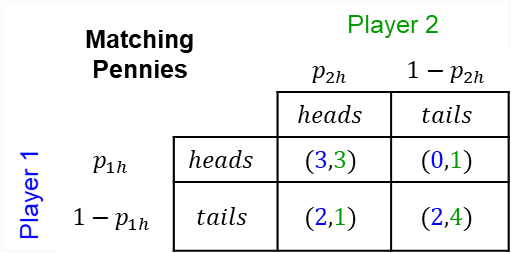 Player 2
Matching
Pennies
p₂ₕ 1 − p₂ₕ
heads tails
Player 1
p₁ₕ heads (3,3) (0,1)
1 − p₁ₕ tails (2,1) (2,4)